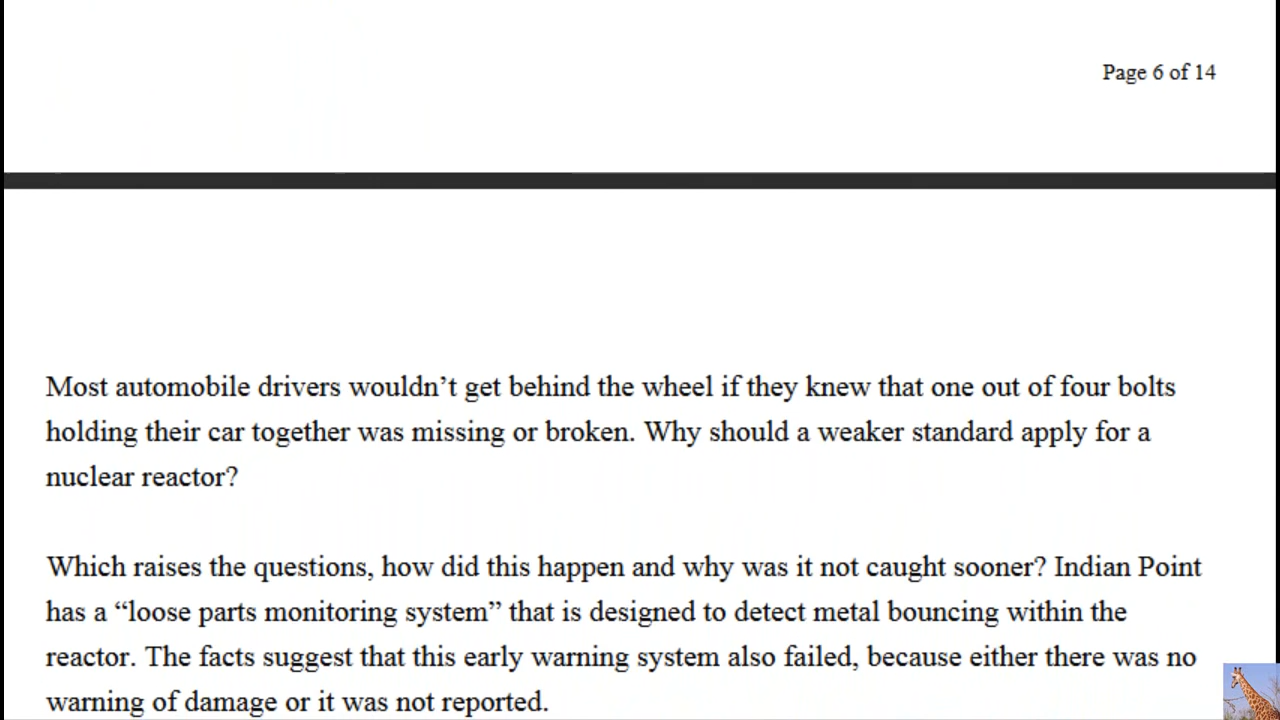 Page 6 of 14
Most automobile drivers wouldn’t get behind the wheel if they knew that one out of four bolts
holding their car together was missing or broken. Why should a weaker standard apply for a
nuclear reactor?
Which raises the questions, how did this happen and why was it not caught sooner? Indian Point
has a “loose parts monitoring system” that is designed to detect metal bouncing within the
reactor. The facts suggest that this early warning system also failed, because either there was no
warning of damage or it was not reported.